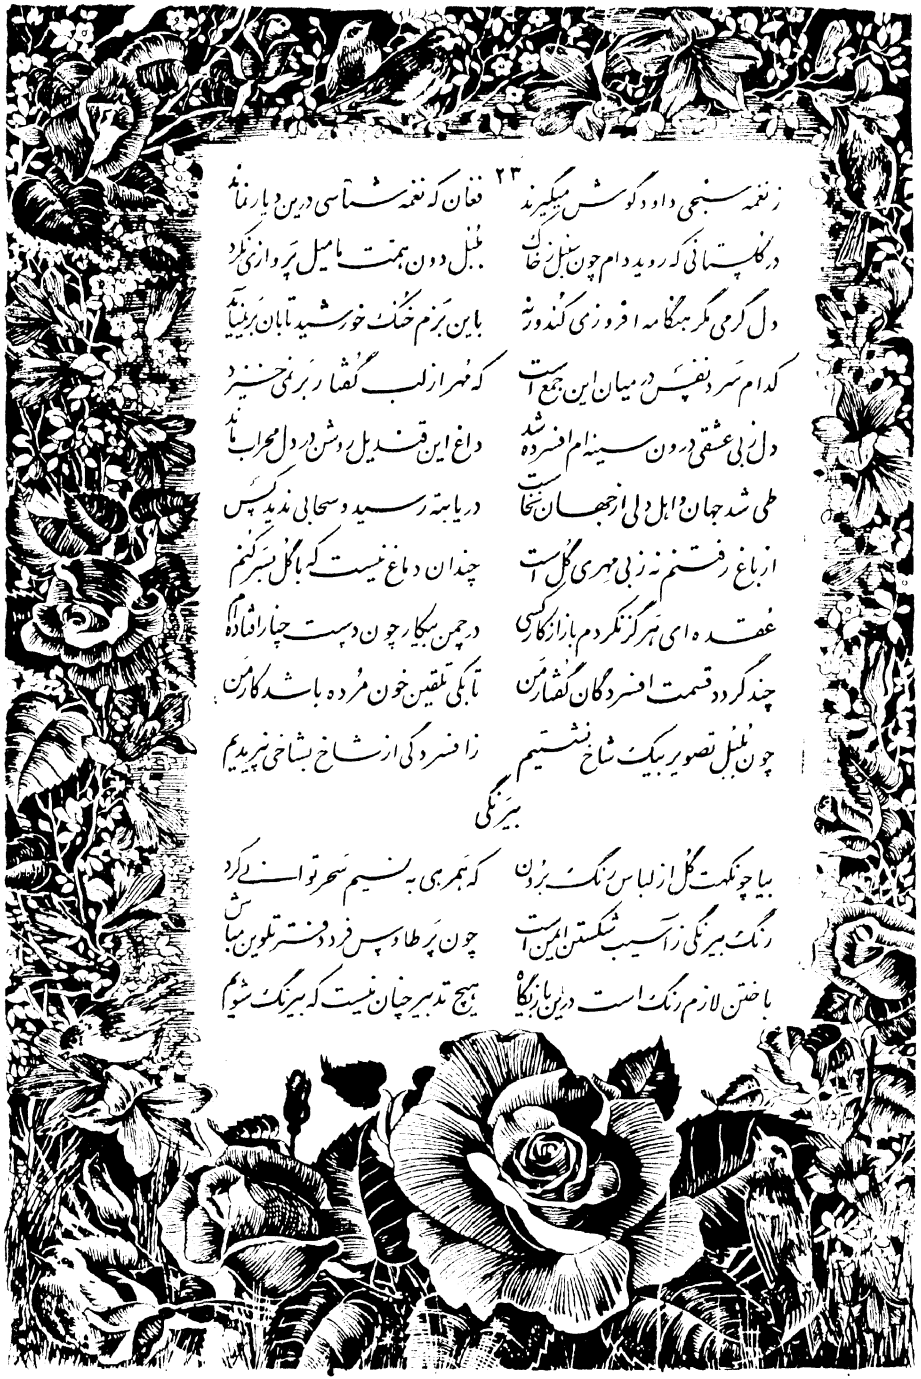 ۲۳
ز نغمه سنجی داود گوش میگیرند فغان که نغمه شناسی درین دیار نماند
در گلستانی که روید دام چون سنبل ز خاک بلبل دون همت ما میل پروازی نکرد
دل گرمی مگر هنگامه افروزی کند ورنه باین بزم خنک خورشید تابان بر نمیآید
کدام سرد نفس در میان این جمع است که مهر از لب گفتار بر نمی خیزد
دل ز بی عشقی درون سینه ام افسرده شد داغ این قندیل روشن در دل محراب ماند
طی شد جهان و اهل دلی از جهان نخاست دریا بته رسید و سحابی ندید کس
از باغ رفتنم نه ز بی مهری گل است چندان دماغ نیست که با گل بسر کنم
عقده ای هرگز نکردم باز از کار کسی در چمن بیکار چون دست چنار افتاده ام
چند گردد قسمت افسردگان گفتار من تا بکی تلقین خون مرده باشد کار من
چون بلبل تصویر بیک شاخ نشستیم ز افسردگی از شاخ بشاخی نپریدیم
بیرنگی
بیا چو نکهت گل از لباس رنگ برون که همرهی به نسیم سحر توانی کرد
رنگ بیرنگی ز آسیب شکستن ایمن است چون پر طاوس فرد دفتر تلوین مباش
باختن لازم رنگ است درین بازیگاه هیچ تدبیر چنان نیست که بیرنگ شویم